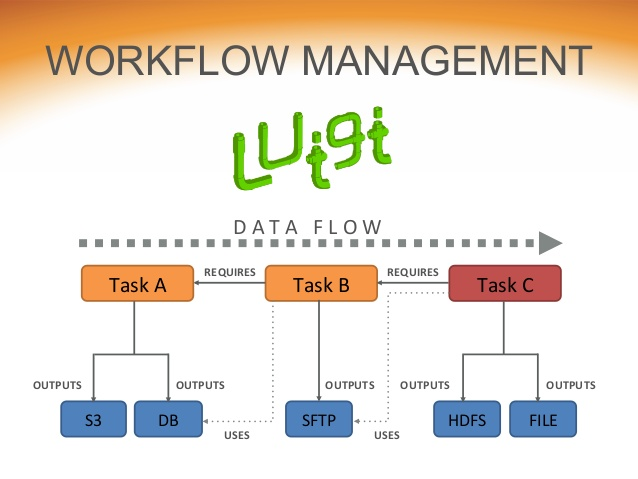 WORKFLOW MANAGEMENT
Luigi
DATA FLOW
REQUIRES REQUIRES
Task A Task B Task C
OUTPUTS OUTPUTS OUTPUTS OUTPUTS OUTPUTS
S3 DB SFTP HDFS FILE
USES USES